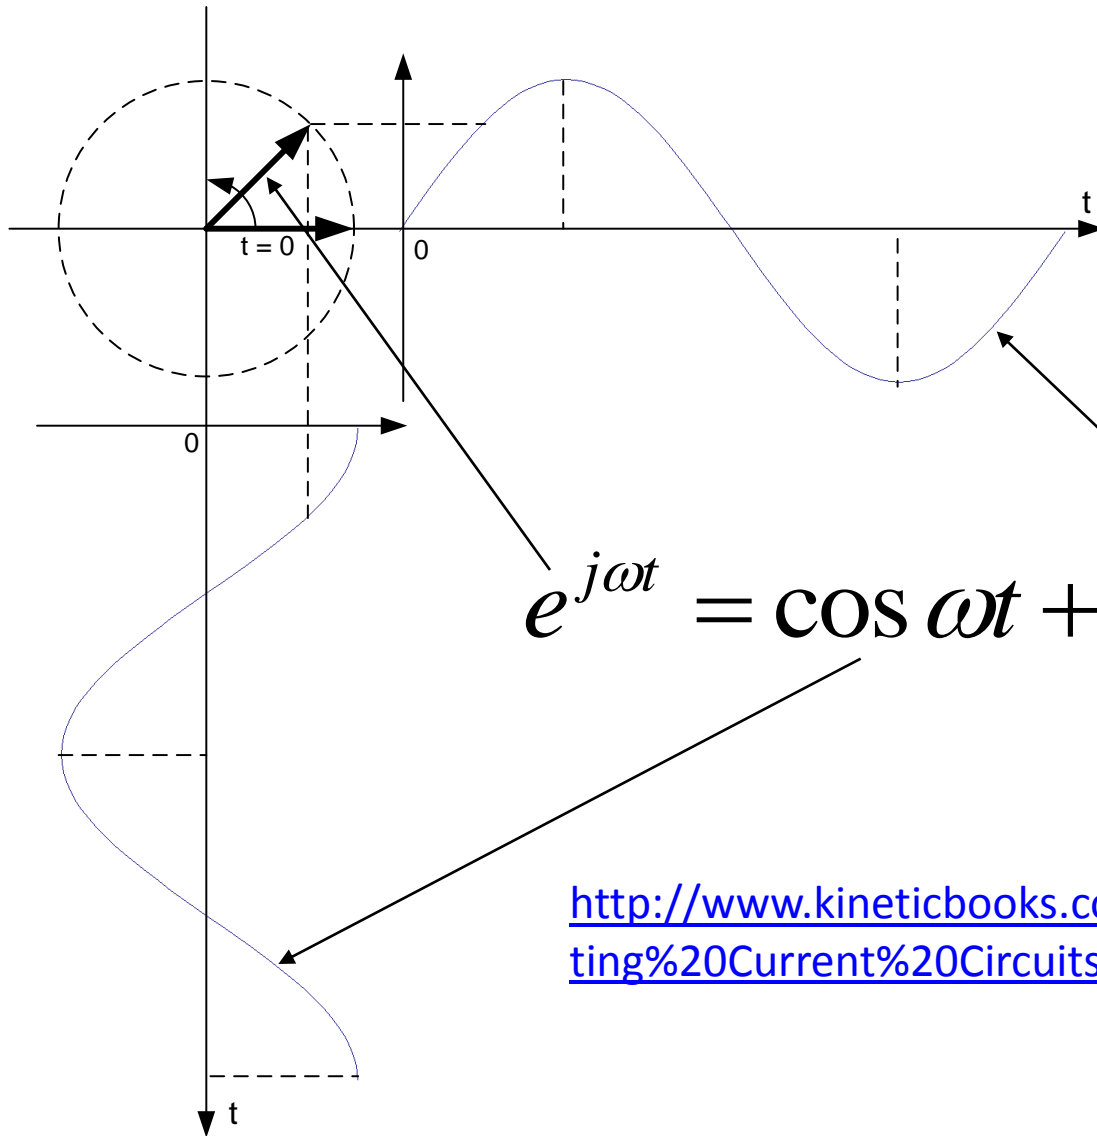 t
t = 0
0
0
e^{jωt} = cos ωt +
http://www.kineticbooks.co
ting%20Current%20Circuits
t